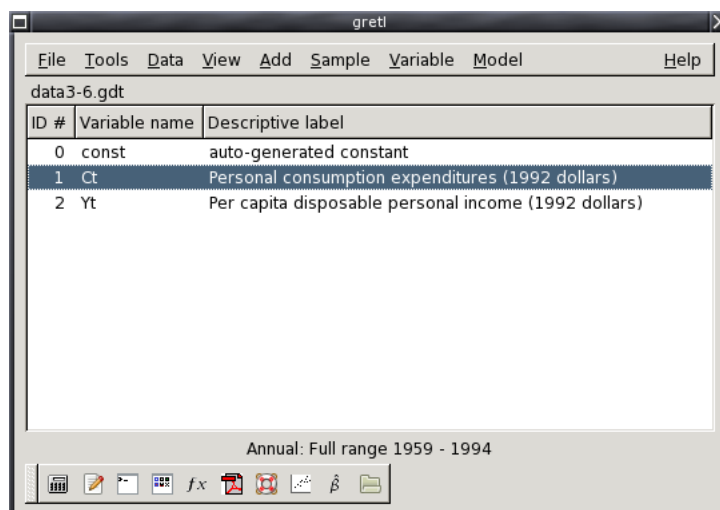 gretl
File Tools Data View Add Sample Variable Model Help
data3-6.gdt
ID # Variable name Descriptive label
0 const auto-generated constant
1 Ct Personal consumption expenditures (1992 dollars)
2 Yt Per capita disposable personal income (1992 dollars)
Annual: Full range 1959 - 1994
fx β̂